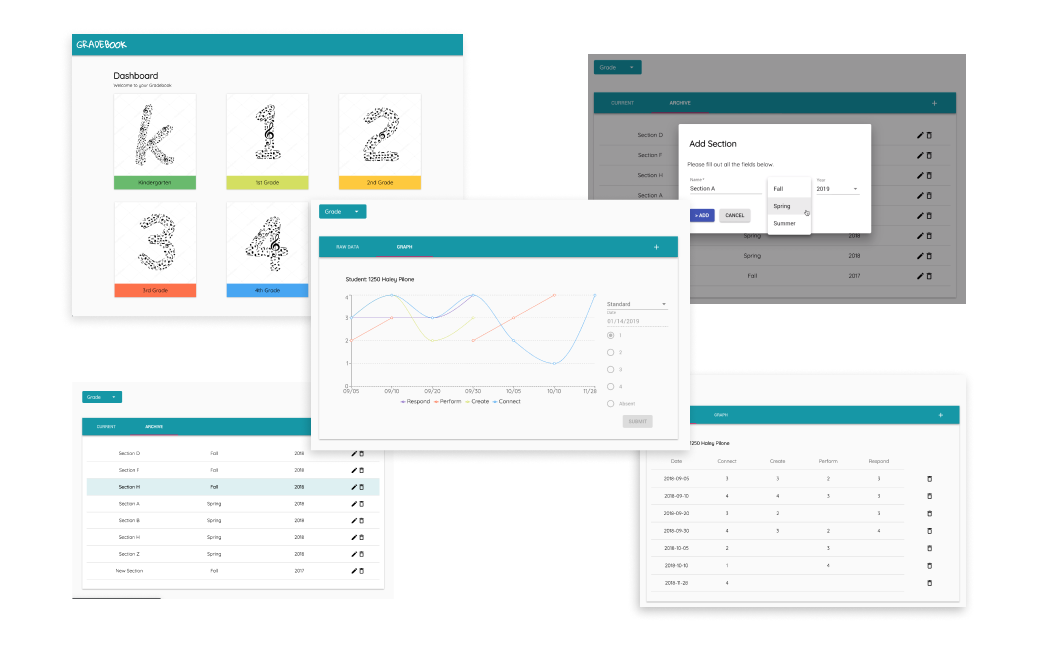 GRADEBOOK
Dashboard
Welcome to your Gradebook!
k
1
2
Kindergarten
1st Grade
2nd Grade
3
4
3rd Grade
4th Grade
Grade
CURRENT
ARCHIVE
+
Section D
Section F
Section H
Section A
Spring 2018
Spring 2018
Fall 2017
Add Section
Please fill out all the fields below.
Name*
Section A
Fall
Spring
Summer
Year
2019
+ ADD
CANCEL
Grade
RAW DATA
GRAPH
+
Student: 1250 Haley Pilone
4
3
2
1
0
09/05 09/10 09/20 09/30 10/05 10/10 11/28
Respond Perform Create Connect
Standard
Date
01/14/2019
1
2
3
4
Absent
SUBMIT
Grade
CURRENT
ARCHIVE
Section D Fall 2018
Section F Fall 2018
Section H Fall 2018
Section A Spring 2018
Section B Spring 2018
Section H Spring 2018
Section Z Spring 2018
New Section Fall 2017
GRAPH
+
1250 Haley Pilone
Date Connect Create Perform Respond
2018-09-05 3 3 2 3
2018-09-10 4 4 3 3
2018-09-20 3 2 3
2018-09-30 4 3 2 4
2018-10-05 2 3
2018-10-10 1 4
2018-11-28 4